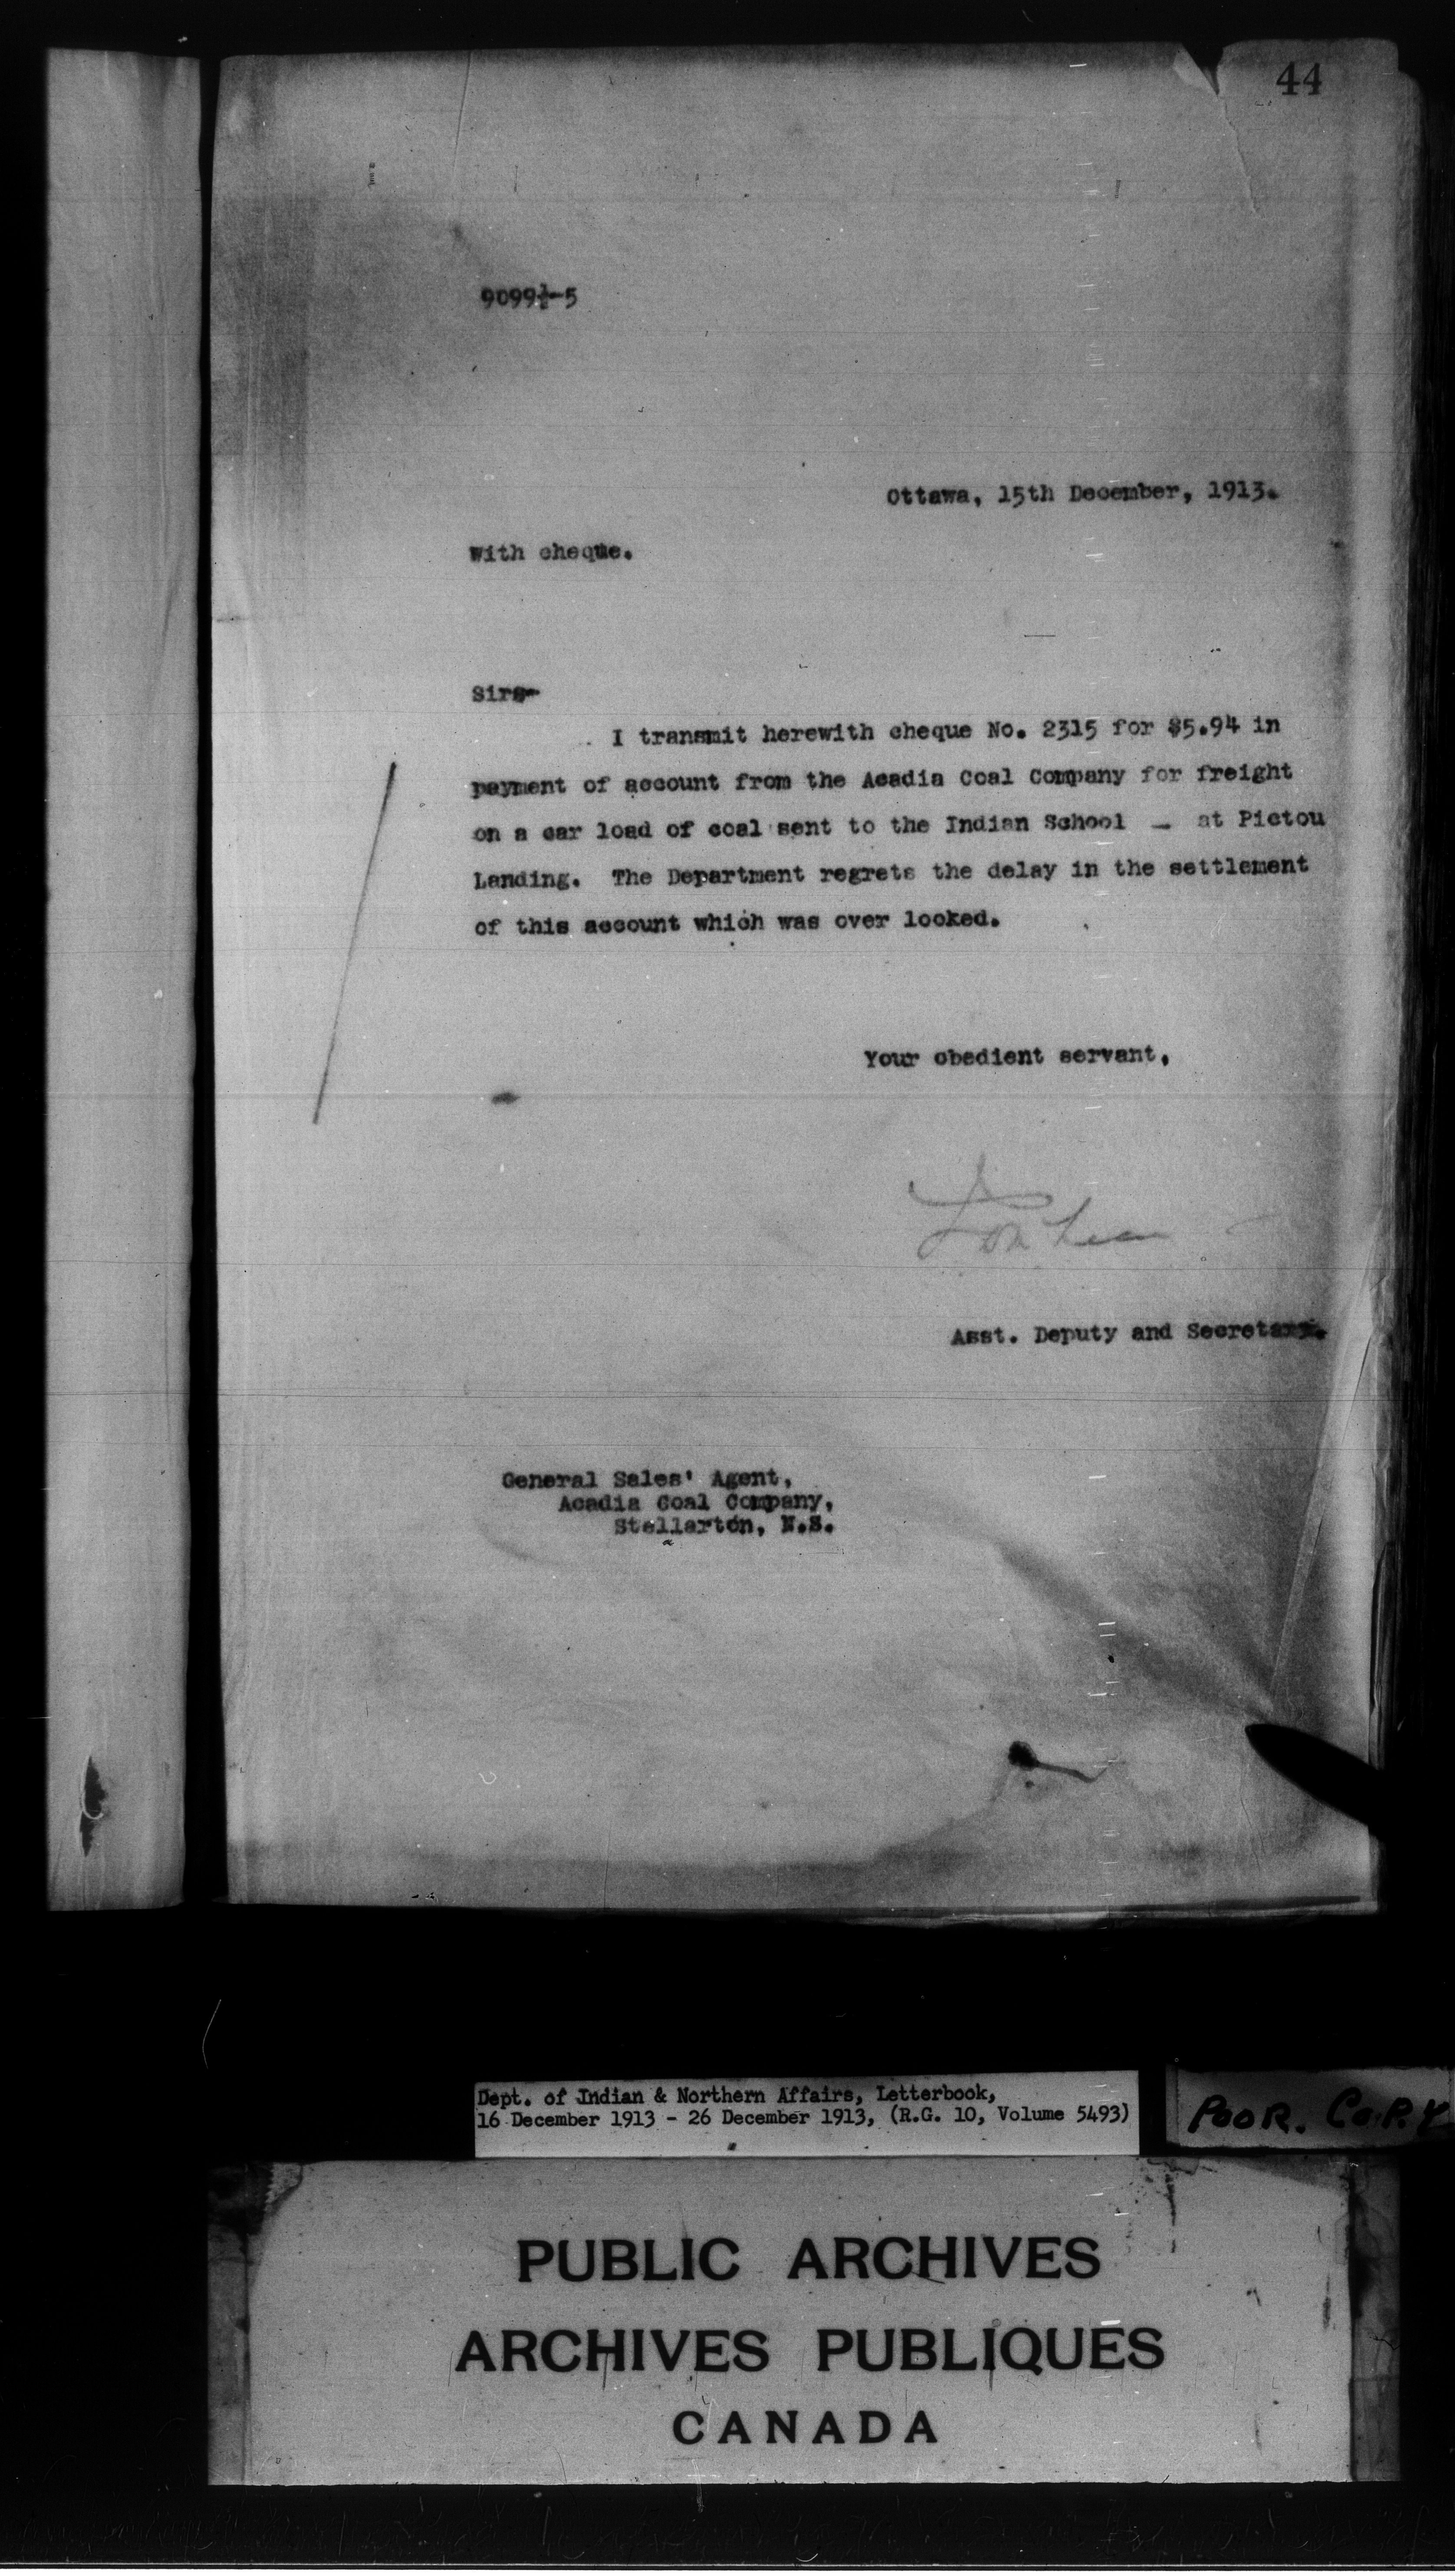 44
9099½-5
Ottawa, 15th December, 1913.
With cheque.
Sir:-
I transmit herewith cheque No. 2315 for $5.94 in
payment of account from the Acadia Coal Company for freight
on a car load of coal sent to the Indian School — at Pictou
Landing. The Department regrets the delay in the settlement
of this account which was over looked.
Your obedient servant,
Asst. Deputy and Secretary.
General Sales' Agent,
Acadia Coal Company,
Stellarton, N.S.
Dept. of Indian & Northern Affairs, Letterbook,
16 December 1913 - 26 December 1913, (R.G. 10, Volume 5493)
POOR. COPY
PUBLIC ARCHIVES
ARCHIVES PUBLIQUES
CANADA